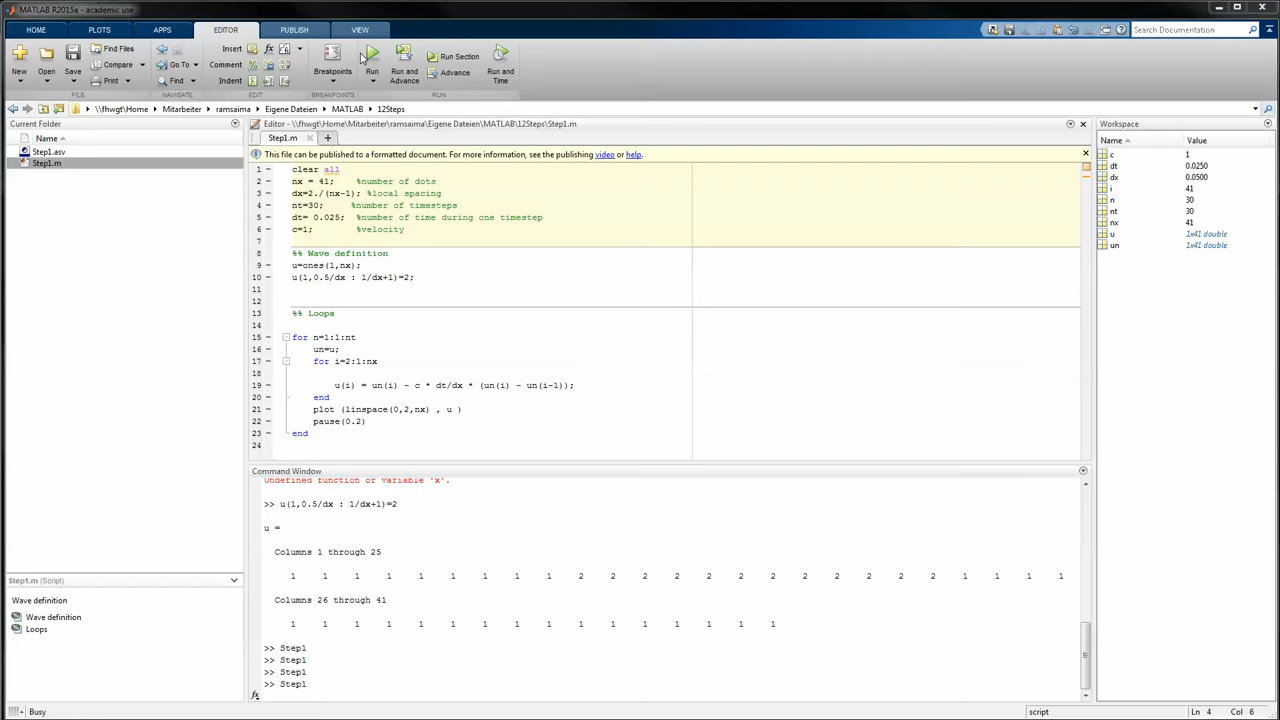 MATLAB R2015a - academic use
HOME PLOTS APPS EDITOR PUBLISH VIEW Search Documentation
New Open Save Find Files Compare Print Go To Find Insert Comment Indent fx Breakpoints Run Run and Advance Run Section Advance Run and Time
FILE NAVIGATE EDIT BREAKPOINTS RUN
\\fhwgt\Home Mitarbeiter ramsaima Eigene Dateien MATLAB 12Steps
Current Folder
Name
Step1.asv
Step1.m
Editor - \\fhwgt\Home\Mitarbeiter\ramsaima\Eigene Dateien\MATLAB\12Steps\Step1.m
Step1.m
This file can be published to a formatted document. For more information, see the publishing video or help.
1 clear all
2 nx = 41; %number of dots
3 dx=2./(nx-1); %local spacing
4 nt=30; %number of timesteps
5 dt= 0.025; %number of time during one timestep
6 c=1; %velocity
7
8 %% Wave definition
9 u=ones(1,nx);
10 u(1,0.5/dx : 1/dx+1)=2;
11
12
13 %% Loops
14
15 for n=1:1:nt
16 un=u;
17 for i=2:1:nx
18
19 u(i) = un(i) - c * dt/dx * (un(i) - un(i-1));
20 end
21 plot (linspace(0,2,nx) , u )
22 pause(0.2)
23 end
24
Command Window
Undefined function or variable 'x'.
>> u(1,0.5/dx : 1/dx+1)=2
u =
Columns 1 through 25
1 1 1 1 1 1 1 1 1 2 2 2 2 2 2 2 2 2 2 2 2 1 1 1 1
Columns 26 through 41
1 1 1 1 1 1 1 1 1 1 1 1 1 1 1 1
>> Step1
>> Step1
>> Step1
>> Step1
fx
Workspace
Name Value
c 1
dt 0.0250
dx 0.0500
i 41
n 30
nt 30
nx 41
u 1x41 double
un 1x41 double
Step1.m (Script)
Wave definition
Wave definition
Loops
Busy
script Ln 4 Col 6